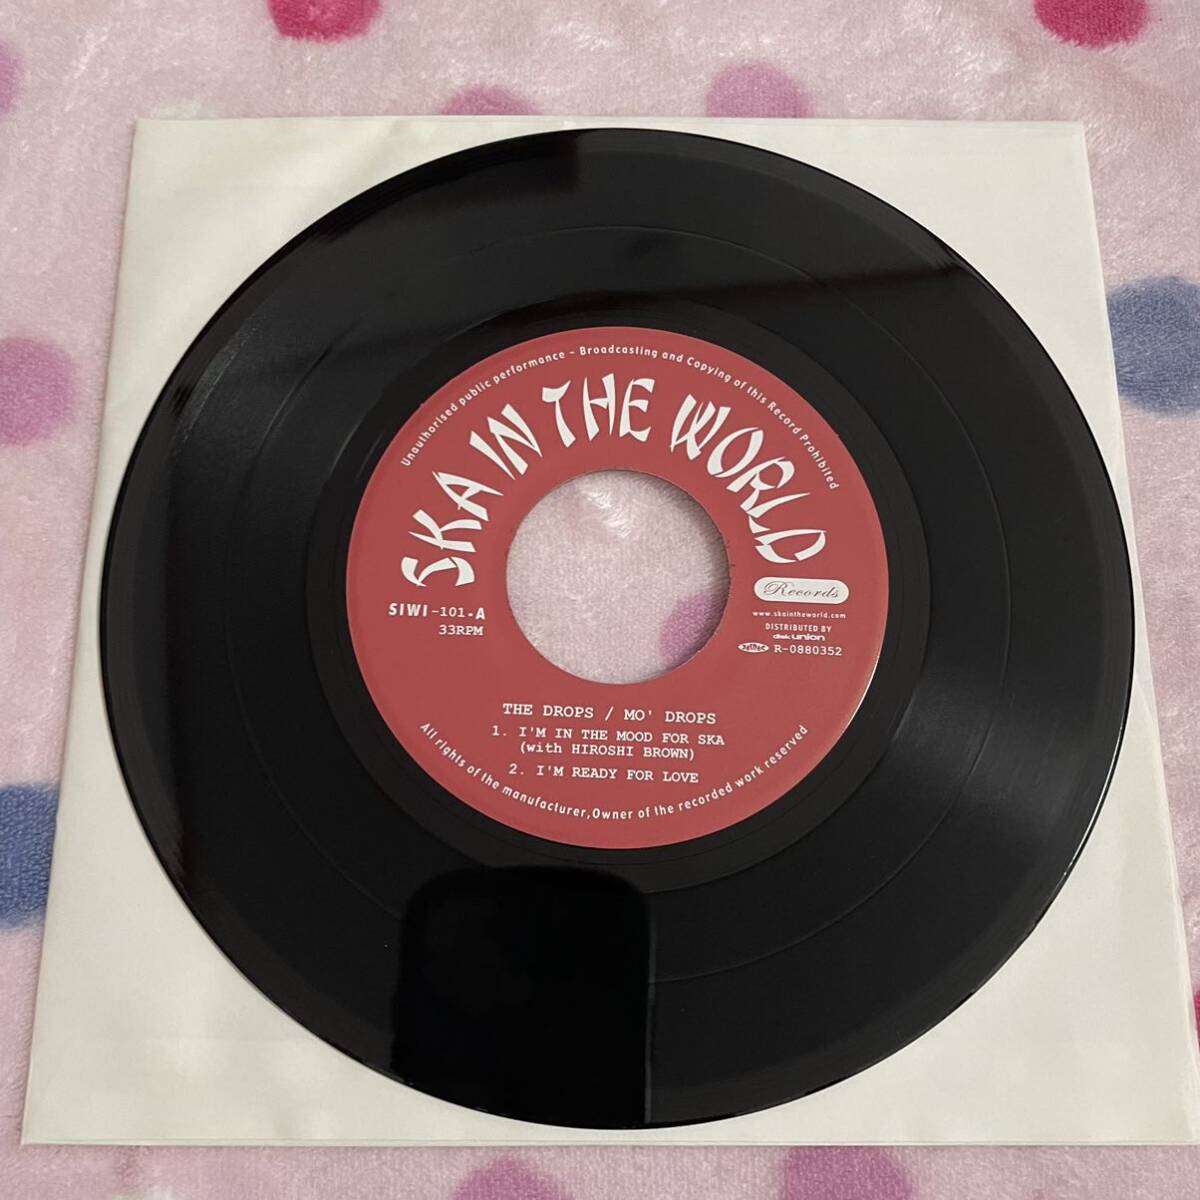 Unauthorised public performance - Broadcasting and Copying of this Record Prohibited
SKA IN THE WORLD
Records
www.skaintheworld.com
SIWI-101-A
33RPM
DISTRIBUTED BY
disk union
R-0880352
THE DROPS / MO' DROPS
1. I'M IN THE MOOD FOR SKA
(with HIROSHI BROWN)
2. I'M READY FOR LOVE
All rights of the manufacturer,Owner of the recorded work reserved